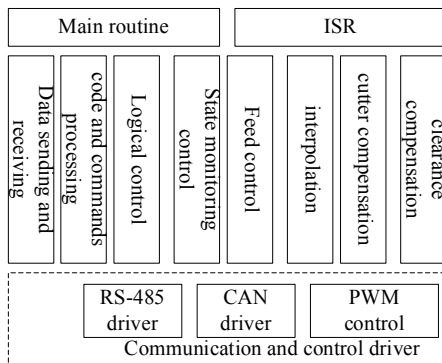 Main routine
ISR
Data sending and
receiving
code and commands
processing
Logical control
State monitoring
control
Feed control
interpolation
cutter compensation
clearance
compensation
RS-485
driver
CAN
driver
PWM
control
Communication and control driver